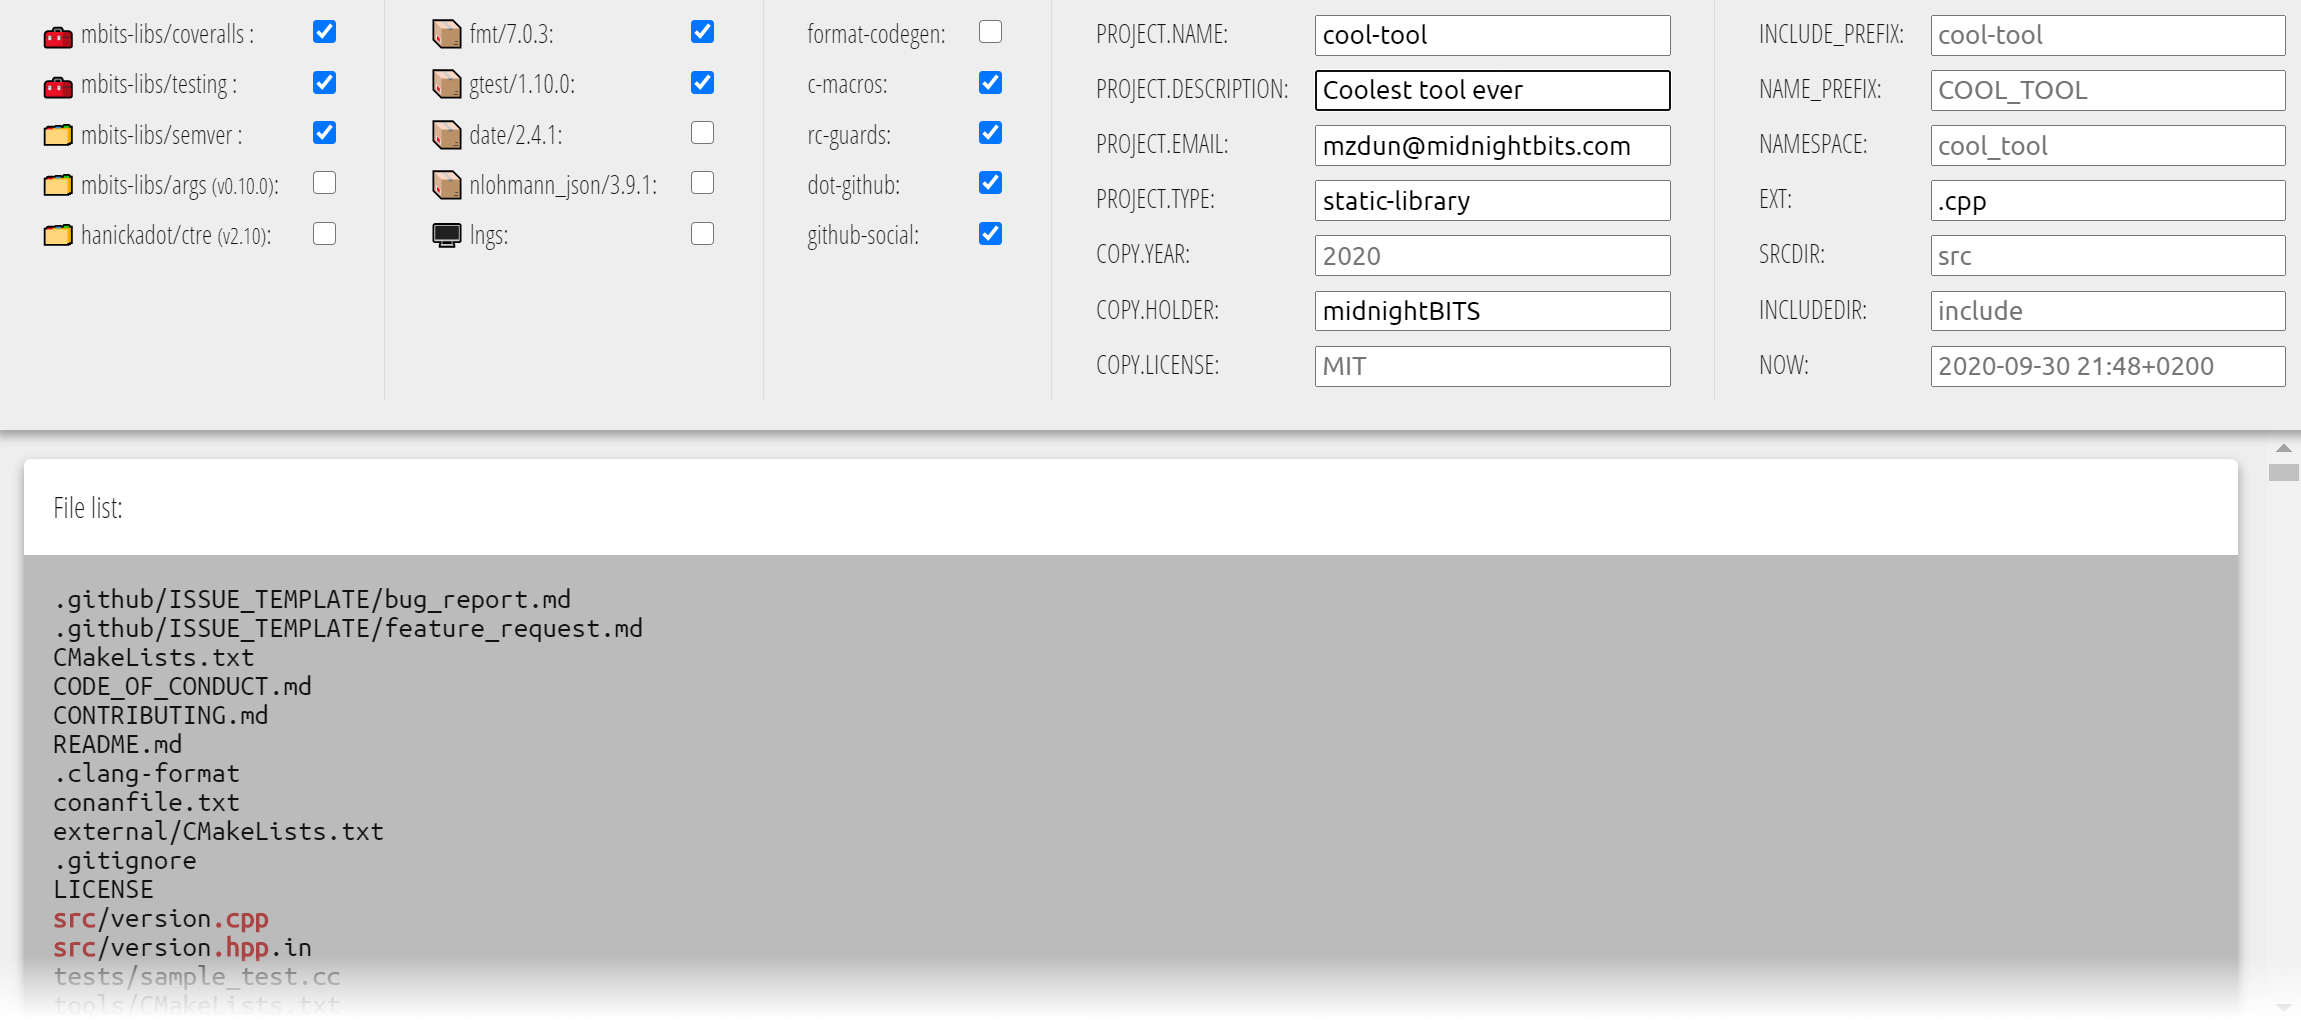 mbits-libs/coveralls :
mbits-libs/testing :
mbits-libs/semver :
mbits-libs/args (v0.10.0):
hanickadot/ctre (v2.10):
fmt/7.0.3:
gtest/1.10.0:
date/2.4.1:
nlohmann_json/3.9.1:
lngs:
format-codegen:
c-macros:
rc-guards:
dot-github:
github-social:
PROJECT.NAME: cool-tool
PROJECT.DESCRIPTION: Coolest tool ever
PROJECT.EMAIL: mzdun@midnightbits.com
PROJECT.TYPE: static-library
COPY.YEAR: 2020
COPY.HOLDER: midnightBITS
COPY.LICENSE: MIT
INCLUDE_PREFIX: cool-tool
NAME_PREFIX: COOL_TOOL
NAMESPACE: cool_tool
EXT: .cpp
SRCDIR: src
INCLUDEDIR: include
NOW: 2020-09-30 21:48+0200
File list:
.github/ISSUE_TEMPLATE/bug_report.md
.github/ISSUE_TEMPLATE/feature_request.md
CMakeLists.txt
CODE_OF_CONDUCT.md
CONTRIBUTING.md
README.md
.clang-format
conanfile.txt
external/CMakeLists.txt
.gitignore
LICENSE
src/version.cpp
src/version.hpp.in
tests/sample_test.cc
tools/CMakeLists.txt